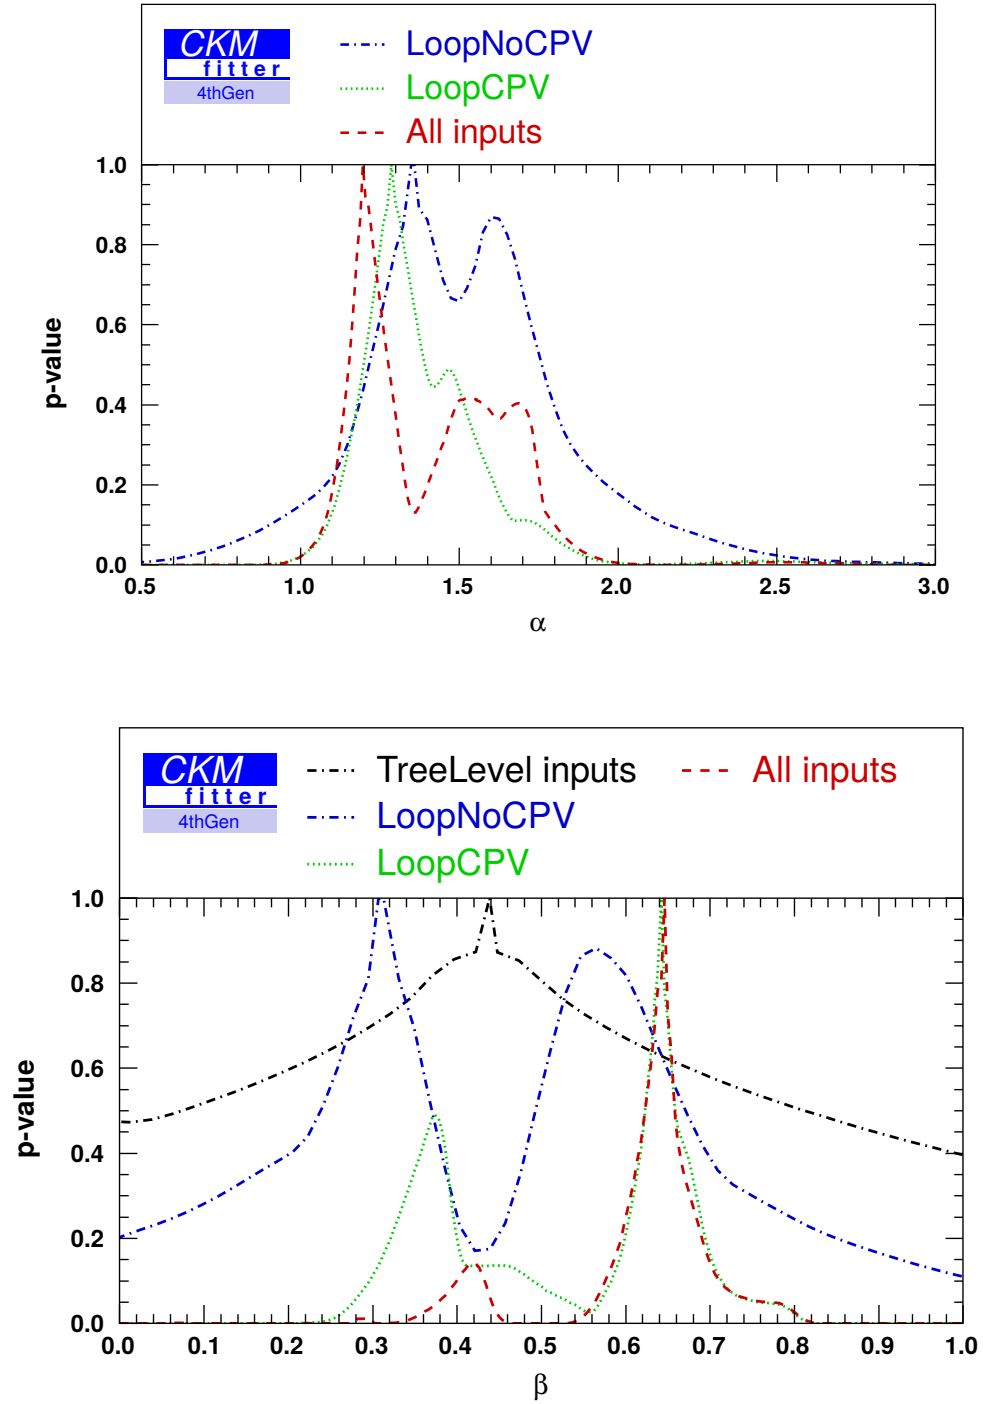 CKM
fitter
4thGen
LoopNoCPV
LoopCPV
All inputs
1.0
0.8
0.6
0.4
0.2
0.0
p-value
0.5 1.0 1.5 2.0 2.5 3.0
α
CKM
fitter
4thGen
TreeLevel inputs All inputs
LoopNoCPV
LoopCPV
1.0
0.8
0.6
0.4
0.2
0.0
p-value
0.0 0.1 0.2 0.3 0.4 0.5 0.6 0.7 0.8 0.9 1.0
β